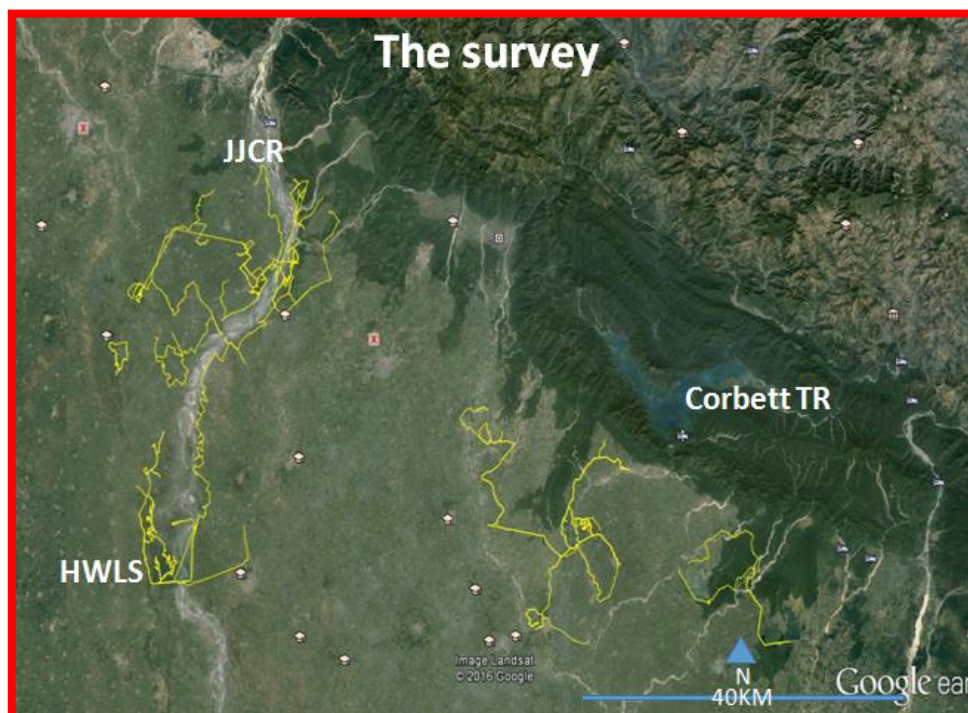 The survey
JJCR
Corbett TR
HWLS
Image Landsat
© 2016 Google
N
40KM
Google ear